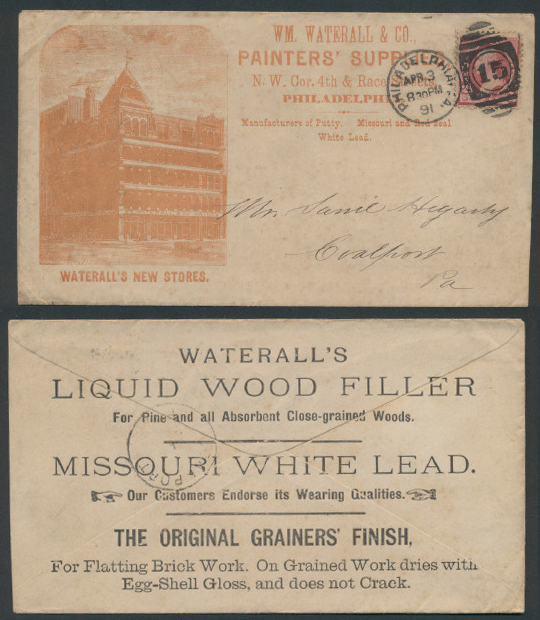 WM. WATERALL & CO.,
PAINTERS' SUPPLIES
N. W. Cor. 4th & Race
PHILADELPHIA
Manufacturers of Putty. Missouri and Red Seal
White Lead.
PHILADELPHIA, PA.
APR 3
8 30 PM
91
15
WATERALL'S NEW STORES.
Mr. Saml Hegarty
Coalport
Pa
WATERALL'S
LIQUID WOOD FILLER
For Pine and all Absorbent Close-grained Woods.
MISSOURI WHITE LEAD.
Our Customers Endorse its Wearing Qualities.
THE ORIGINAL GRAINERS' FINISH,
For Flatting Brick Work. On Grained Work dries with
Egg-Shell Gloss, and does not Crack.